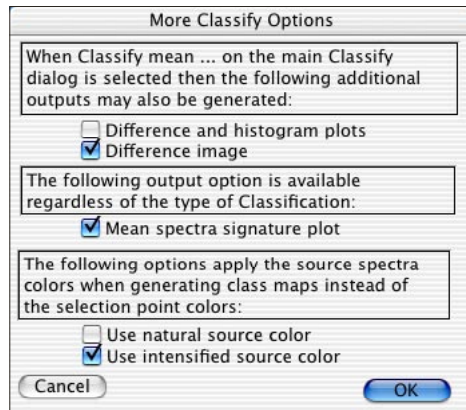 More Classify Options
When Classify mean ... on the main Classify
dialog is selected then the following additional
outputs may also be generated:
Difference and histogram plots
Difference image
The following output option is available
regardless of the type of Classification:
Mean spectra signature plot
The following options apply the source spectra
colors when generating class maps instead of
the selection point colors:
Use natural source color
Use intensified source color
Cancel
OK